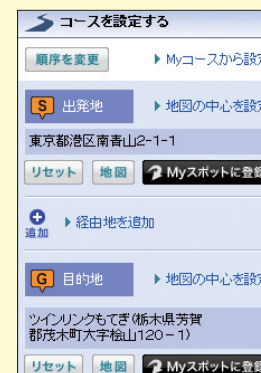 コースを設定する
順序を変更 Myコースから設定
S 出発地 地図の中心を設
東京都港区南青山2-1-1
リセット 地図 Myスポットに登録
追加 経由地を追加
G 目的地 地図の中心を設
ツインリンクもてぎ(栃木県芳賀
郡茂木町大字桧山120-1)
リセット 地図 Myスポットに登録